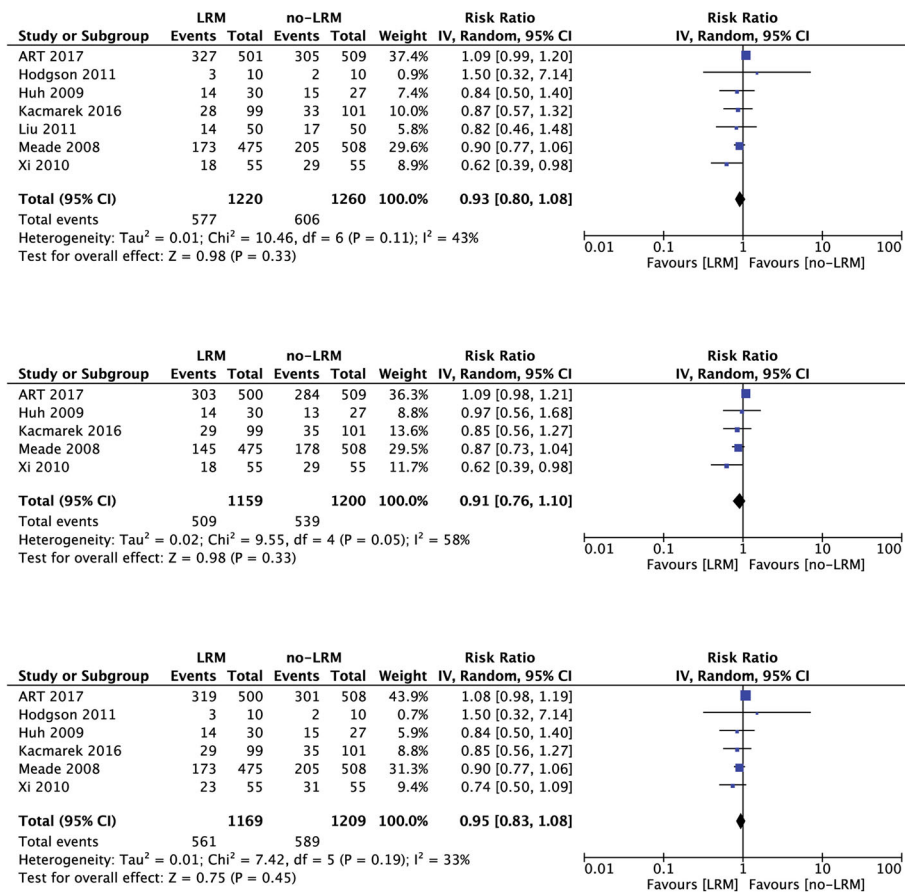 LRM no-LRM Risk Ratio Risk Ratio
Study or Subgroup Events Total Events Total Weight IV, Random, 95% CI IV, Random, 95% CI
ART 2017 327 501 305 509 37.4% 1.09 [0.99, 1.20]
Hodgson 2011 3 10 2 10 0.9% 1.50 [0.32, 7.14]
Huh 2009 14 30 15 27 7.4% 0.84 [0.50, 1.40]
Kacmarek 2016 28 99 33 101 10.0% 0.87 [0.57, 1.32]
Liu 2011 14 50 17 50 5.8% 0.82 [0.46, 1.48]
Meade 2008 173 475 205 508 29.6% 0.90 [0.77, 1.06]
Xi 2010 18 55 29 55 8.9% 0.62 [0.39, 0.98]
Total (95% CI) 1220 1260 100.0% 0.93 [0.80, 1.08]
Total events 577 606
Heterogeneity: Tau² = 0.01; Chi² = 10.46, df = 6 (P = 0.11); I² = 43%
Test for overall effect: Z = 0.98 (P = 0.33)
0.01 0.1 1 10 100
Favours [LRM] Favours [no-LRM]
LRM no-LRM Risk Ratio Risk Ratio
Study or Subgroup Events Total Events Total Weight IV, Random, 95% CI IV, Random, 95% CI
ART 2017 303 500 284 509 36.3% 1.09 [0.98, 1.21]
Huh 2009 14 30 13 27 8.8% 0.97 [0.56, 1.68]
Kacmarek 2016 29 99 35 101 13.6% 0.85 [0.56, 1.27]
Meade 2008 145 475 178 508 29.5% 0.87 [0.73, 1.04]
Xi 2010 18 55 29 55 11.7% 0.62 [0.39, 0.98]
Total (95% CI) 1159 1200 100.0% 0.91 [0.76, 1.10]
Total events 509 539
Heterogeneity: Tau² = 0.02; Chi² = 9.55, df = 4 (P = 0.05); I² = 58%
Test for overall effect: Z = 0.98 (P = 0.33)
0.01 0.1 1 10 100
Favours [LRM] Favours [no-LRM]
LRM no-LRM Risk Ratio Risk Ratio
Study or Subgroup Events Total Events Total Weight IV, Random, 95% CI IV, Random, 95% CI
ART 2017 319 500 301 508 43.9% 1.08 [0.98, 1.19]
Hodgson 2011 3 10 2 10 0.7% 1.50 [0.32, 7.14]
Huh 2009 14 30 15 27 5.9% 0.84 [0.50, 1.40]
Kacmarek 2016 29 99 35 101 8.8% 0.85 [0.56, 1.27]
Meade 2008 173 475 205 508 31.3% 0.90 [0.77, 1.06]
Xi 2010 23 55 31 55 9.4% 0.74 [0.50, 1.09]
Total (95% CI) 1169 1209 100.0% 0.95 [0.83, 1.08]
Total events 561 589
Heterogeneity: Tau² = 0.01; Chi² = 7.42, df = 5 (P = 0.19); I² = 33%
Test for overall effect: Z = 0.75 (P = 0.45)
0.01 0.1 1 10 100
Favours [LRM] Favours [no-LRM]